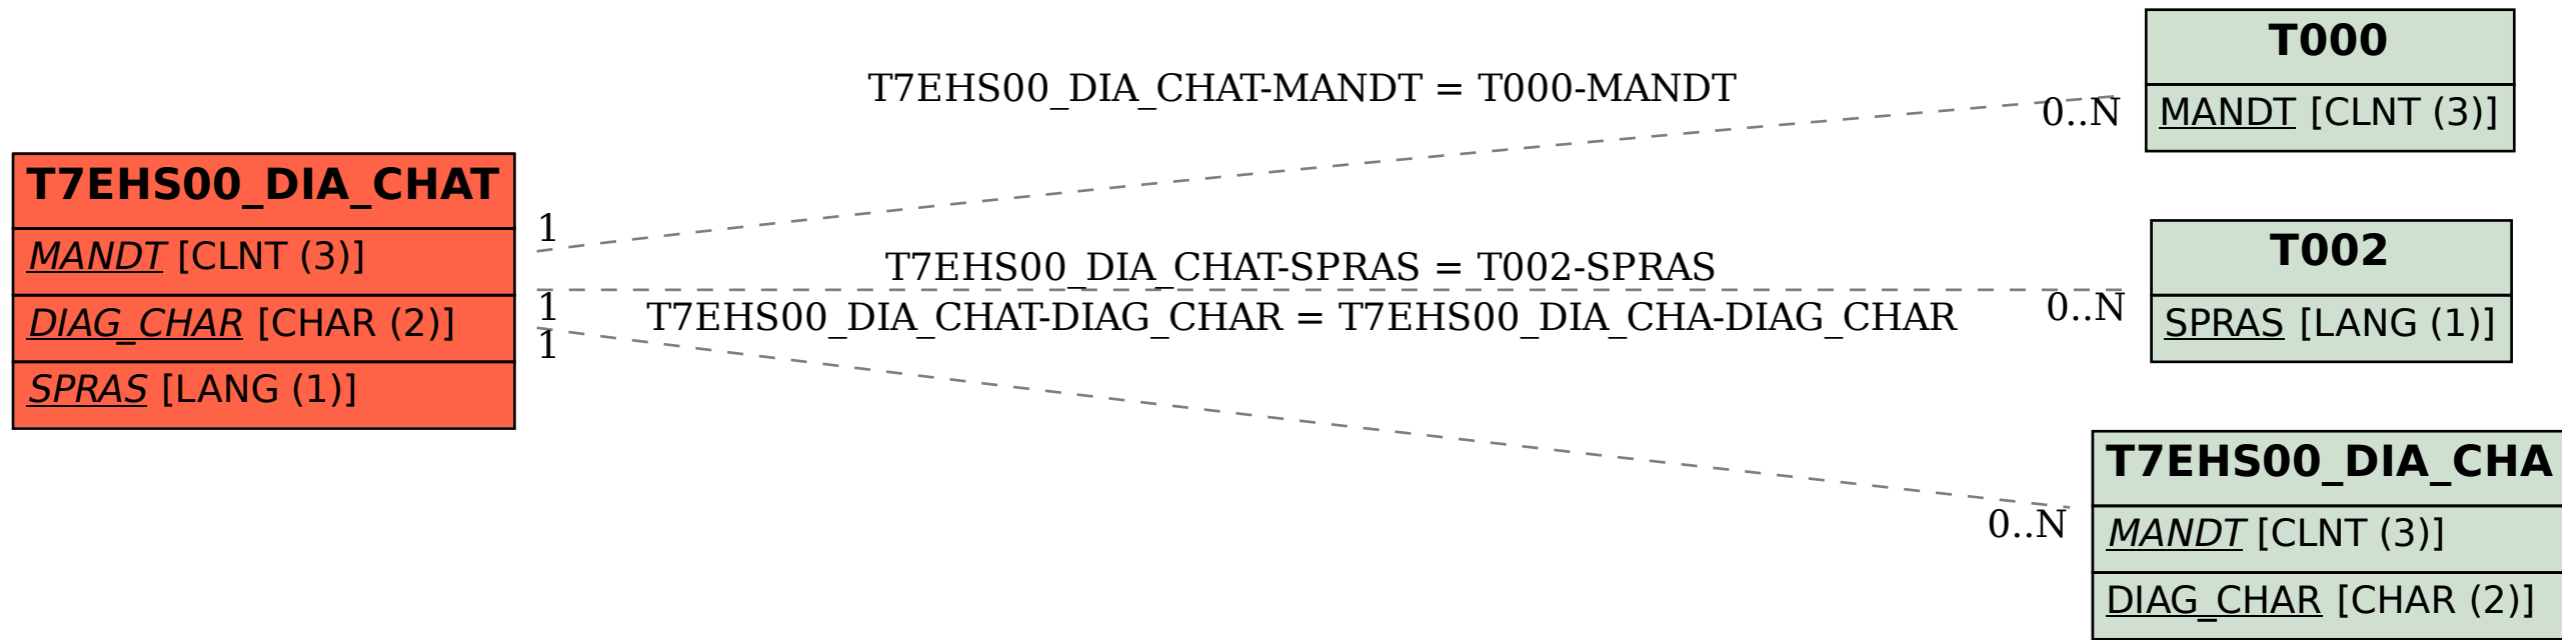 T7EHS00_DIA_CHAT
MANDT [CLNT (3)]
DIAG_CHAR [CHAR (2)]
SPRAS [LANG (1)]
T7EHS00_DIA_CHAT-MANDT = T000-MANDT
1
0..N
T7EHS00_DIA_CHAT-SPRAS = T002-SPRAS
1
0..N
T7EHS00_DIA_CHAT-DIAG_CHAR = T7EHS00_DIA_CHA-DIAG_CHAR
1
0..N
T000
MANDT [CLNT (3)]
T002
SPRAS [LANG (1)]
T7EHS00_DIA_CHA
MANDT [CLNT (3)]
DIAG_CHAR [CHAR (2)]